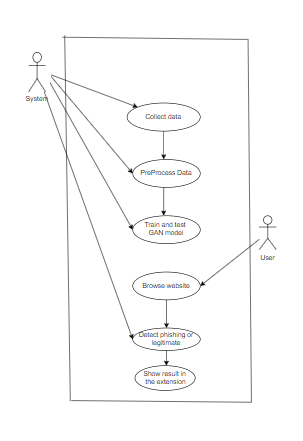 System
Collect data
PreProcess Data
Train and test
GAN model
User
Browse website
Detect phishing or
legitimate
Show result in
the extension